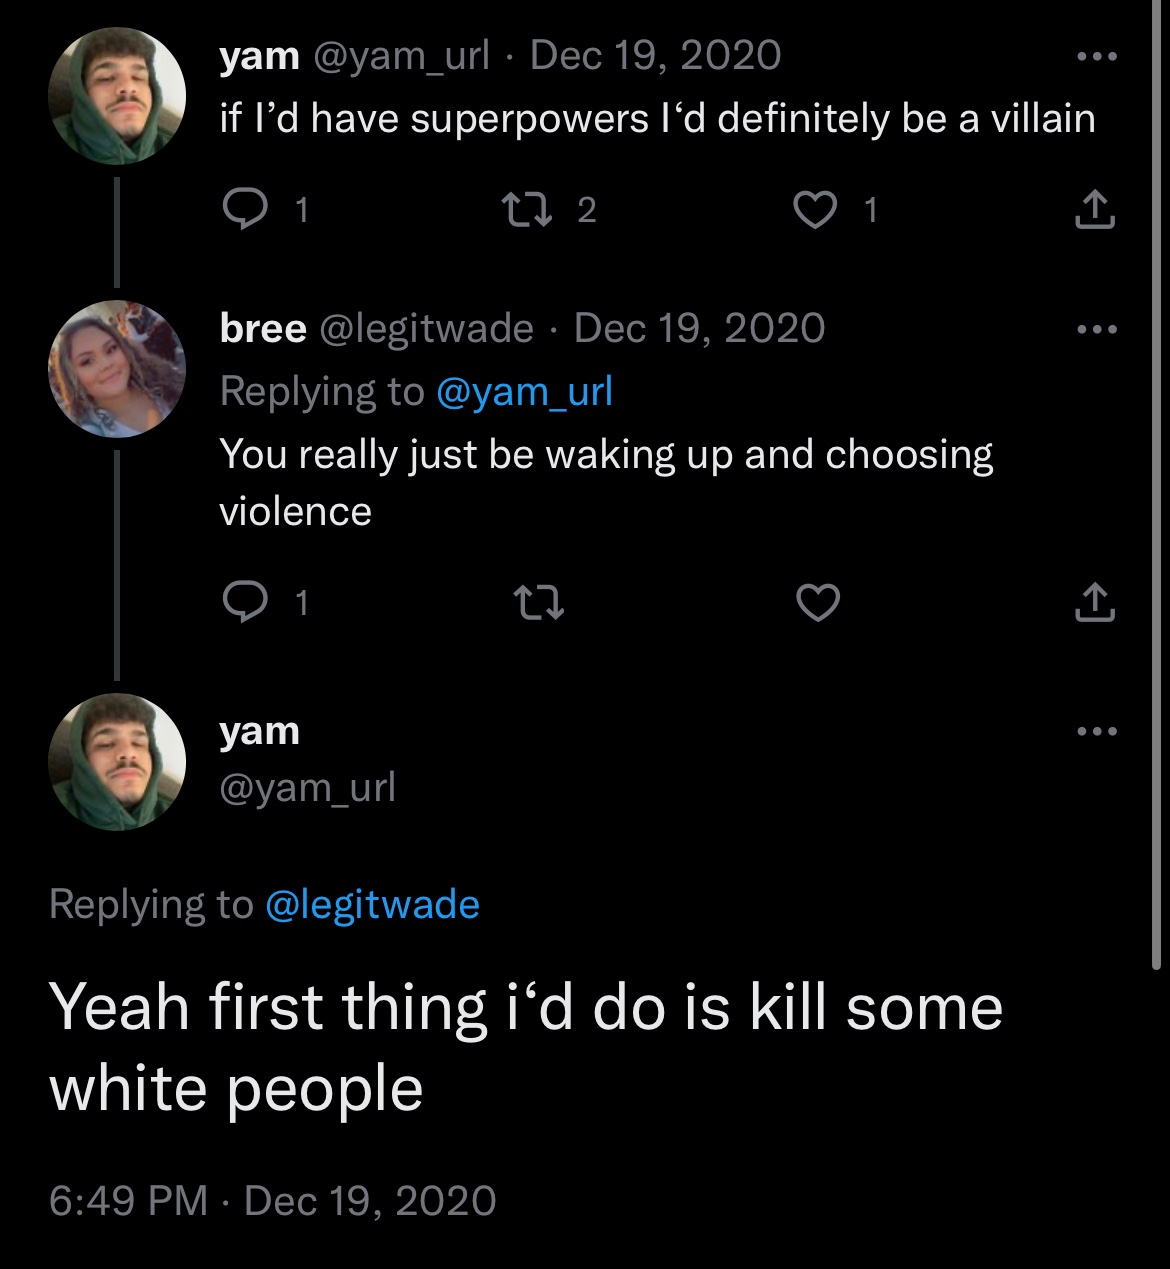 yam @yam_url · Dec 19, 2020
if I’d have superpowers I‘d definitely be a villain
1 2 1
bree @legitwade · Dec 19, 2020
Replying to @yam_url
You really just be waking up and choosing
violence
1
yam
@yam_url
Replying to @legitwade
Yeah first thing i‘d do is kill some
white people
6:49 PM · Dec 19, 2020